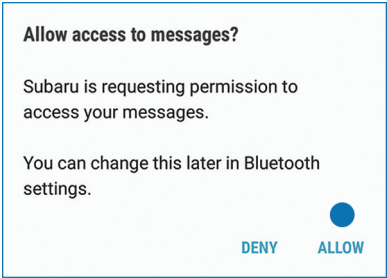 Allow access to messages?
Subaru is requesting permission to
access your messages.
You can change this later in Bluetooth
settings.
DENY ALLOW